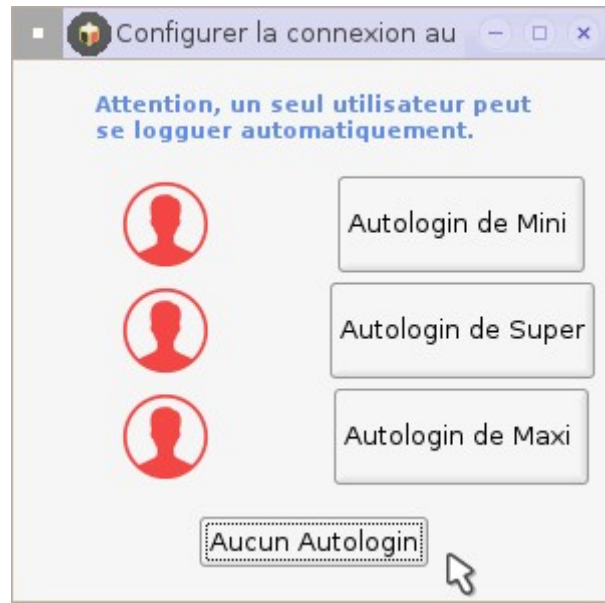 Configurer la connexion au
Attention, un seul utilisateur peut
se logguer automatiquement.
Autologin de Mini
Autologin de Super
Autologin de Maxi
Aucun Autologin